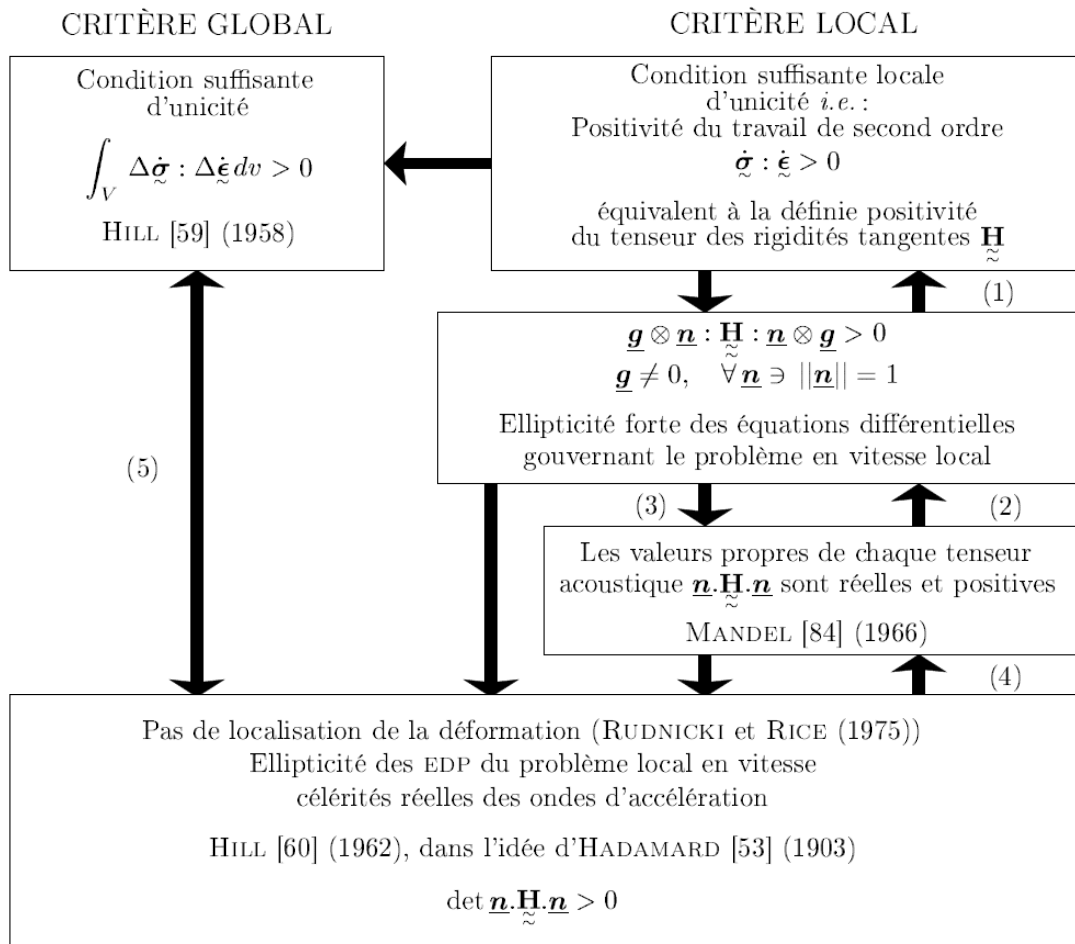 CRITÈRE GLOBAL
Condition suffisante
d'unicité
∫_V Δσ̇ : Δε̇ dv > 0
HILL [59] (1958)
CRITÈRE LOCAL
Condition suffisante locale
d'unicité i.e. :
Positivité du travail de second ordre
σ̇ : ε̇ > 0
équivalent à la définie positivité
du tenseur des rigidités tangentes H
(1)
g ⊗ n : H : n ⊗ g > 0
g ≠ 0, ∀ n ∋ ||n|| = 1
Ellipticité forte des équations différentielles
gouvernant le problème en vitesse local
(5)
(3)
(2)
Les valeurs propres de chaque tenseur
acoustique n.H.n sont réelles et positives
MANDEL [84] (1966)
(4)
Pas de localisation de la déformation (RUDNICKI et RICE (1975))
Ellipticité des EDP du problème local en vitesse
célérités réelles des ondes d'accélération
HILL [60] (1962), dans l'idée d'HADAMARD [53] (1903)
det n.H.n > 0